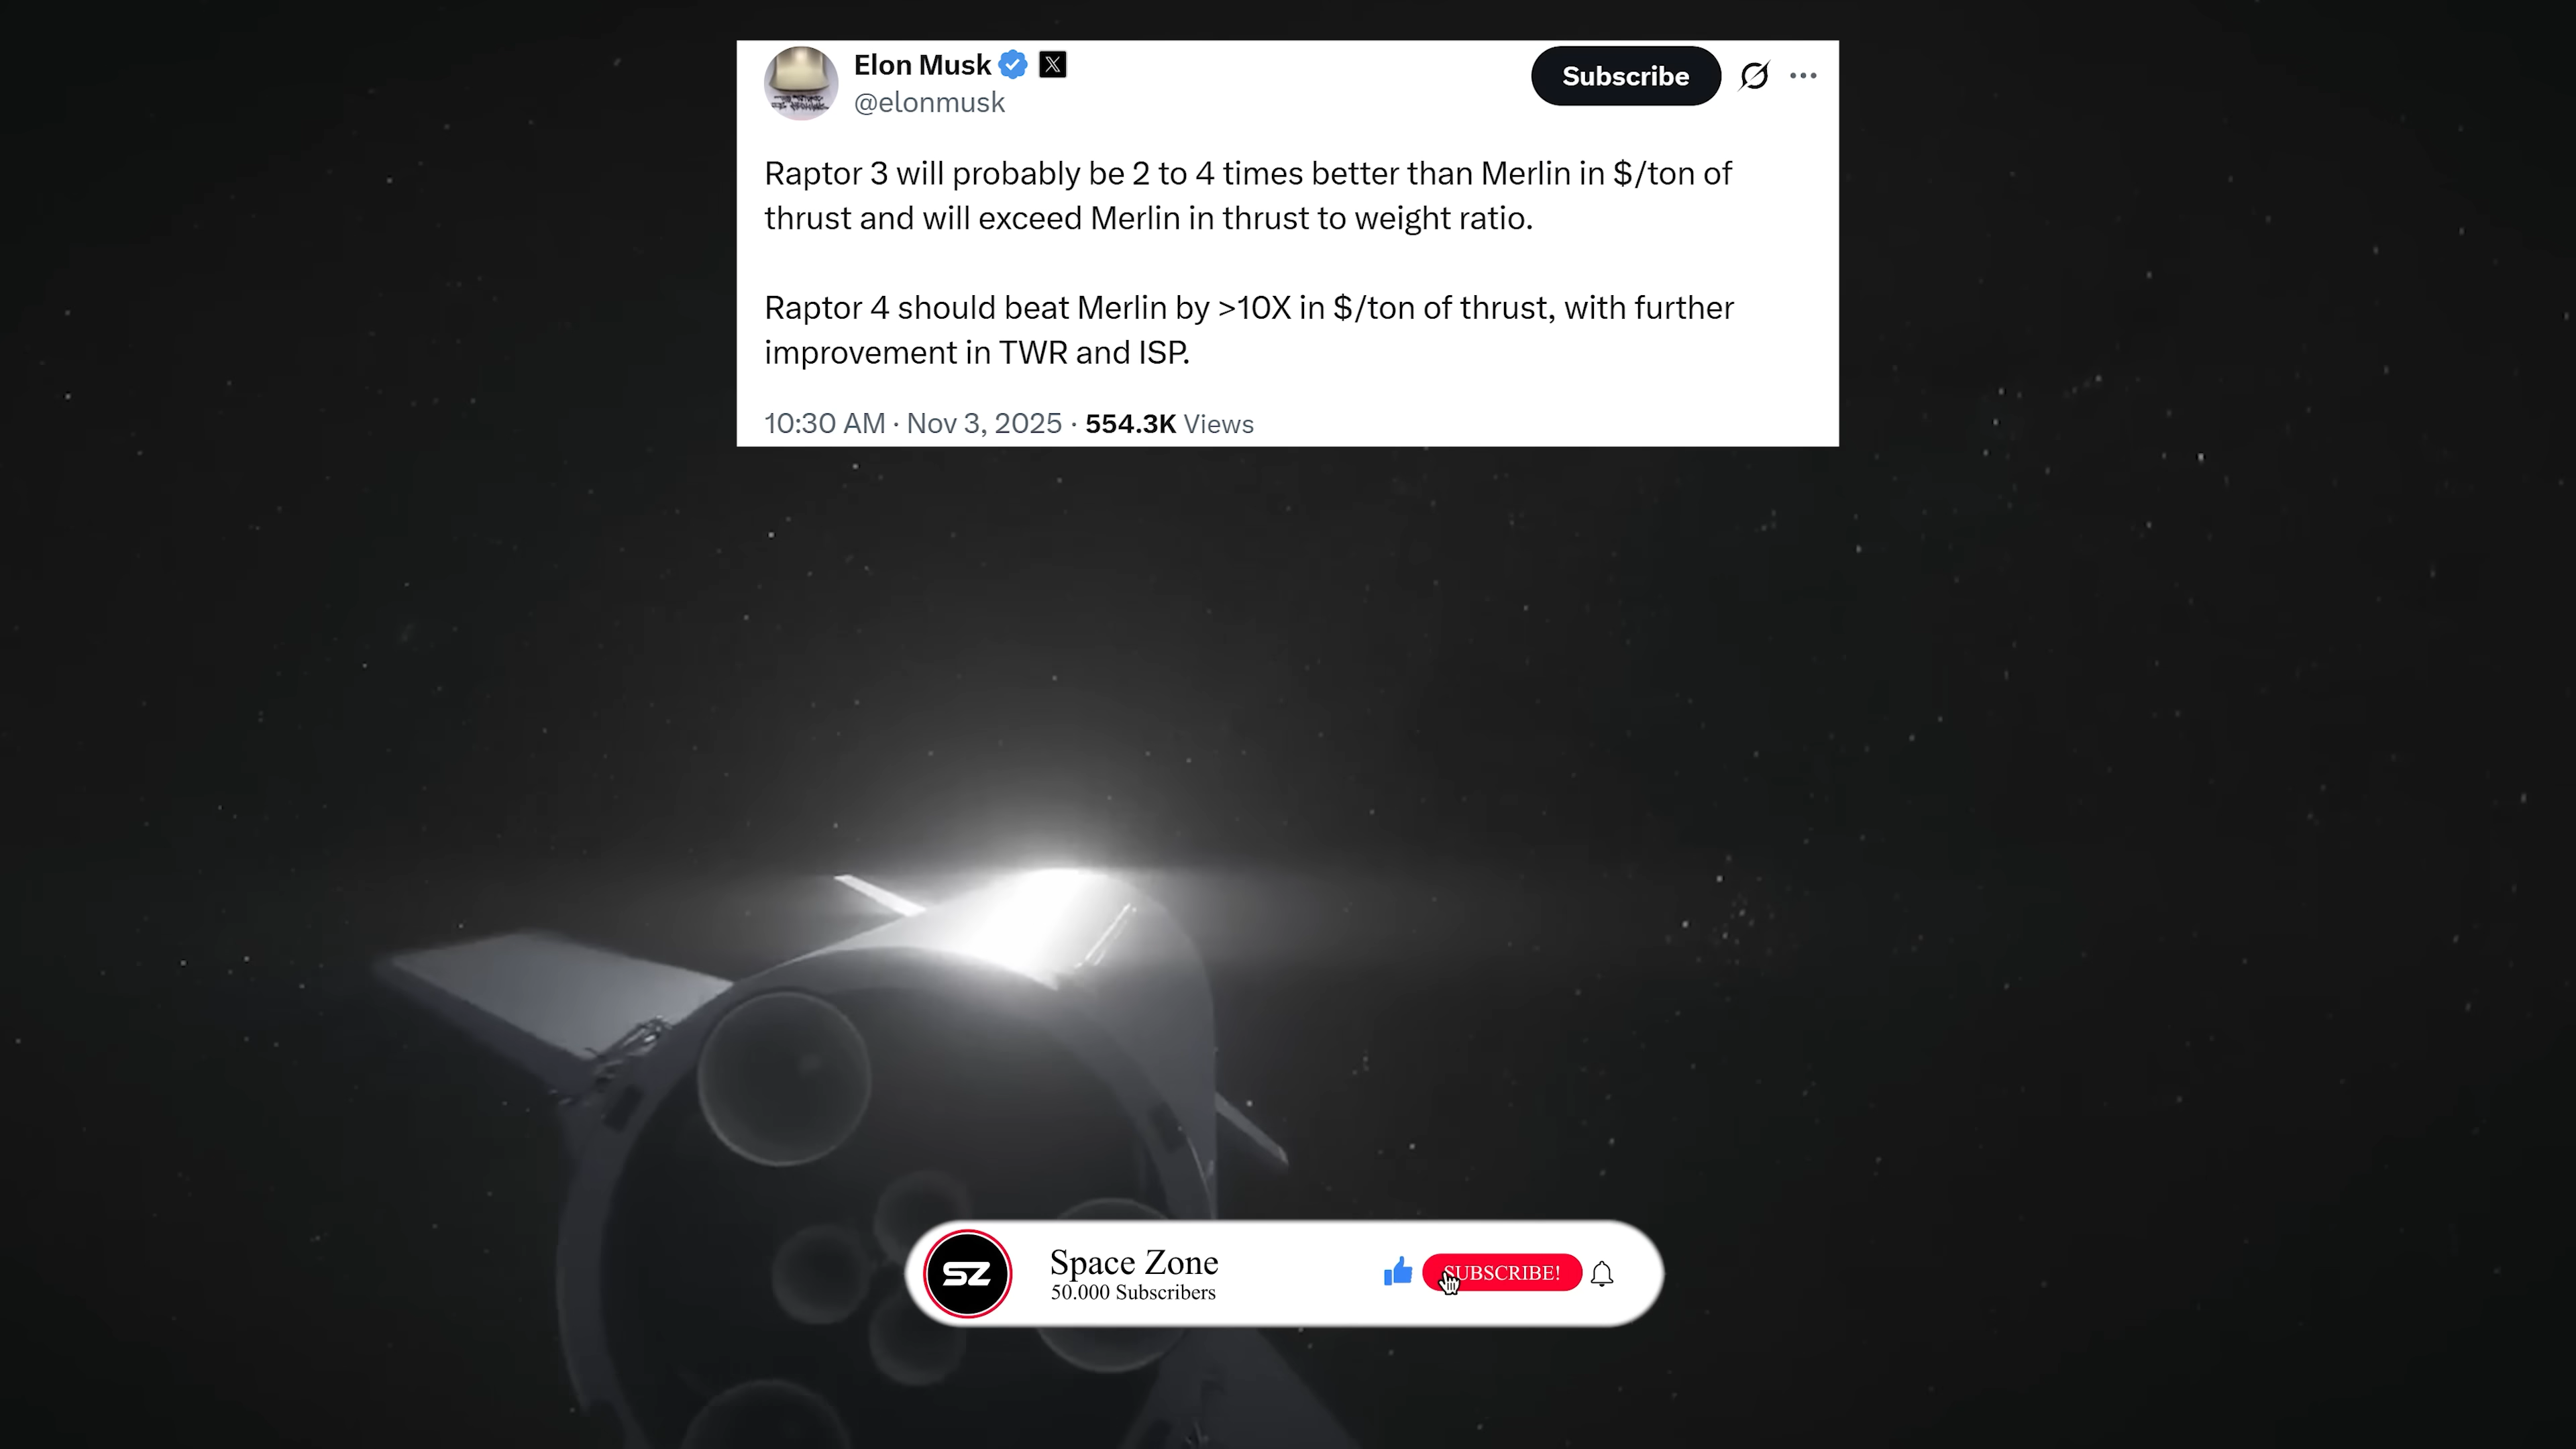 Elon Musk
@elonmusk
Subscribe
Raptor 3 will probably be 2 to 4 times better than Merlin in $/ton of
thrust and will exceed Merlin in thrust to weight ratio.
Raptor 4 should beat Merlin by >10X in $/ton of thrust, with further
improvement in TWR and ISP.
10:30 AM · Nov 3, 2025 · 554.3K Views
SZ
Space Zone
50.000 Subscribers
SUBSCRIBE!